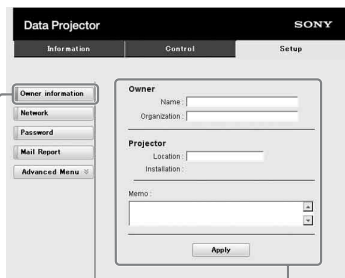 Data Projector SONY
Information Control Setup
Owner information
Network
Password
Mail Report
Advanced Menu
Owner
Name :
Organization :
Projector
Location :
Installation :
Memo :
Apply